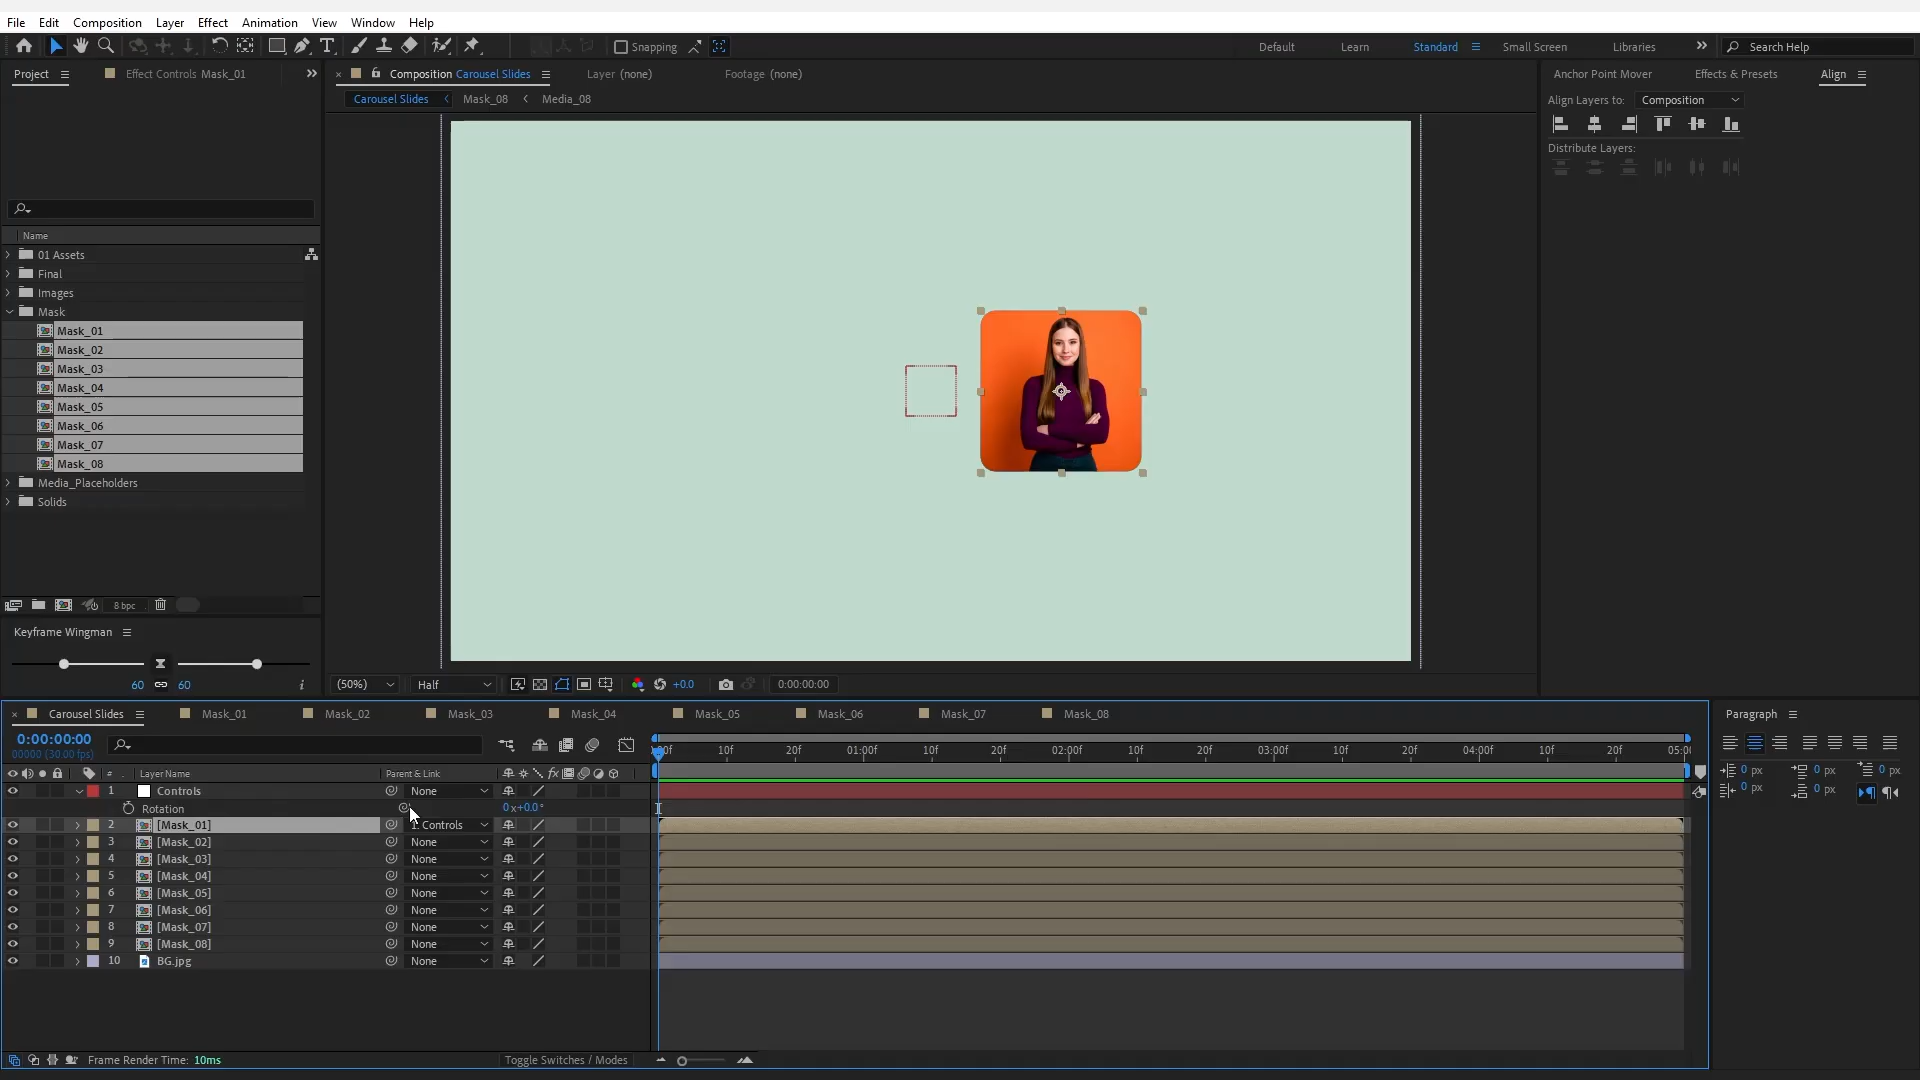 File Edit Composition Layer Effect Animation View Window Help
Snapping Default Learn Standard Small Screen Libraries Search Help
Project Effect Controls Mask_01
Composition Carousel Slides Layer (none) Footage (none)
Anchor Point Mover Effects & Presets Align
Carousel Slides Mask_08 Media_08
Align Layers to: Composition
Distribute Layers:
Name
01 Assets
Final
Images
Mask
Mask_01
Mask_02
Mask_03
Mask_04
Mask_05
Mask_06
Mask_07
Mask_08
Media_Placeholders
Solids
8 bpc
Keyframe Wingman
60 60
(50%) Half +0.0 0:00:00:00
Carousel Slides Mask_01 Mask_02 Mask_03 Mask_04 Mask_05 Mask_06 Mask_07 Mask_08
Paragraph
0:00:00:00
00000 (30.00 fps)
10f 20f 01:00f 10f 20f 02:00f 10f 20f 03:00f 10f 20f 04:00f 10f 20f
# Layer Name Parent & Link
0 px 0 px 0 px
0 px 0 px
1 Controls None
Rotation 0x+0.0°
2 [Mask_01] 1. Controls
3 [Mask_02] None
4 [Mask_03] None
5 [Mask_04] None
6 [Mask_05] None
7 [Mask_06] None
8 [Mask_07] None
9 [Mask_08] None
10 BG.jpg None
Frame Render Time: 10ms Toggle Switches / Modes